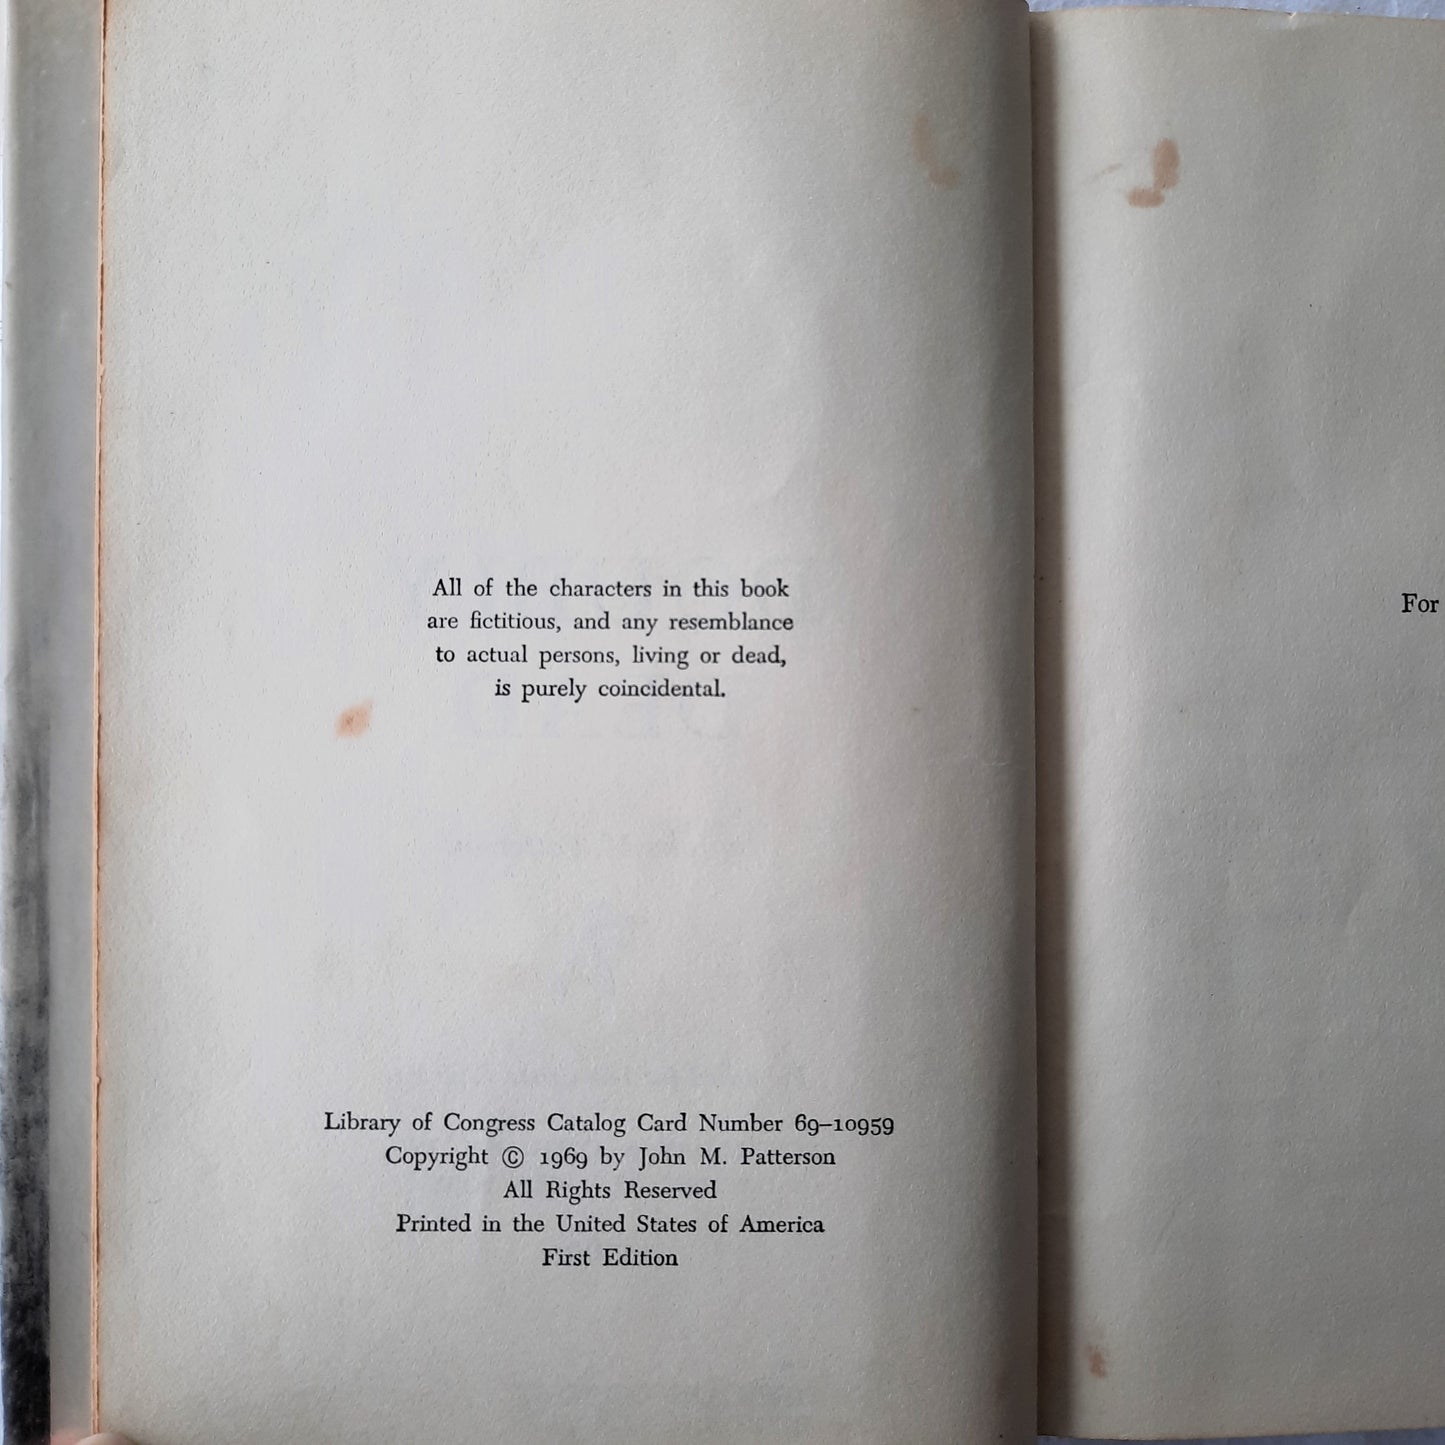 All of the characters in this book
are fictitious, and any resemblance
to actual persons, living or dead,
is purely coincidental.
Library of Congress Catalog Card Number 69–10959
Copyright © 1969 by John M. Patterson
All Rights Reserved
Printed in the United States of America
First Edition
For